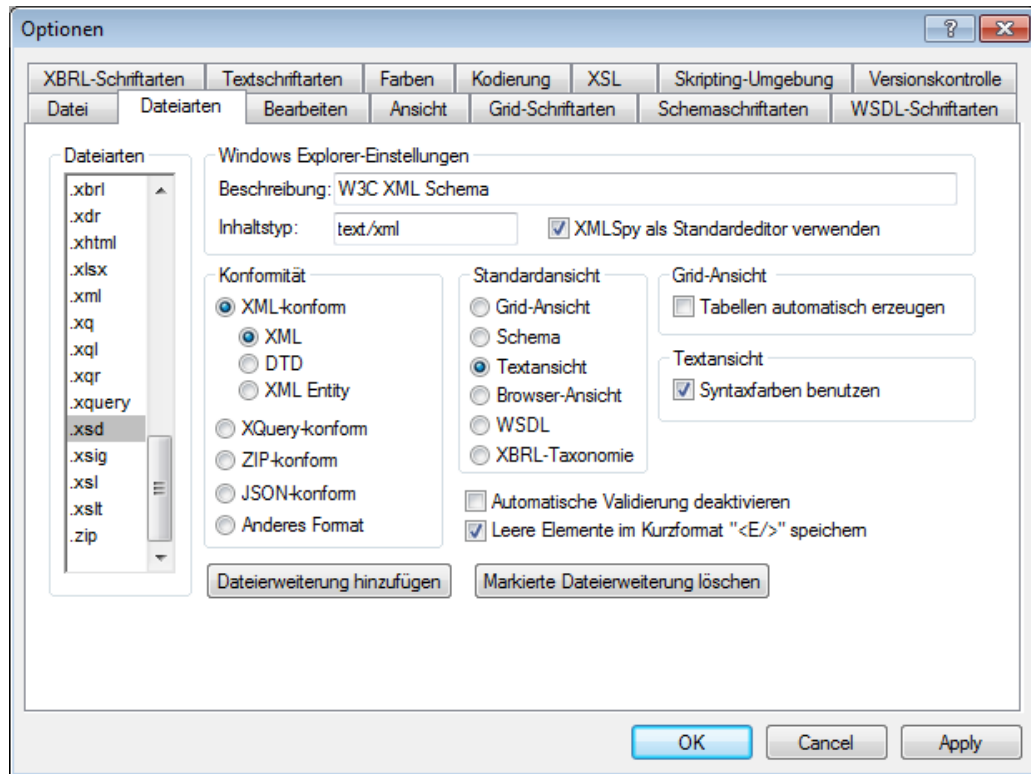 Optionen
XBRL-Schriftarten Textschriftarten Farben Kodierung XSL Skripting-Umgebung Versionskontrolle
Datei Dateiarten Bearbeiten Ansicht Grid-Schriftarten Schemaschriftarten WSDL-Schriftarten
Dateiarten
.xbrl
.xdr
.xhtml
.xlsx
.xml
.xq
.xql
.xqr
.xquery
.xsd
.xsig
.xsl
.xslt
.zip
Windows Explorer-Einstellungen
Beschreibung: W3C XML Schema
Inhaltstyp: text/xml XMLSpy als Standardeditor verwenden
Konformität
XML-konform
XML
DTD
XML Entity
XQuery-konform
ZIP-konform
JSON-konform
Anderes Format
Standardansicht
Grid-Ansicht
Schema
Textansicht
Browser-Ansicht
WSDL
XBRL-Taxonomie
Grid-Ansicht
Tabellen automatisch erzeugen
Textansicht
Syntaxfarben benutzen
Automatische Validierung deaktivieren
Leere Elemente im Kurzformat "<E/>" speichern
Dateierweiterung hinzufügen Markierte Dateierweiterung löschen
OK Cancel Apply